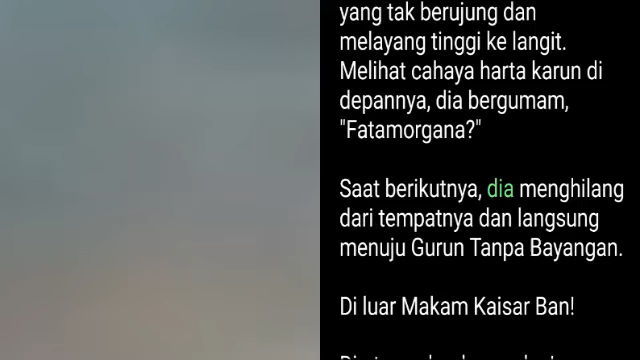 yang tak berujung dan
melayang tinggi ke langit.
Melihat cahaya harta karun di
depannya, dia bergumam,
"Fatamorgana?"
Saat berikutnya, dia menghilang
dari tempatnya dan langsung
menuju Gurun Tanpa Bayangan.
Di luar Makam Kaisar Ban!